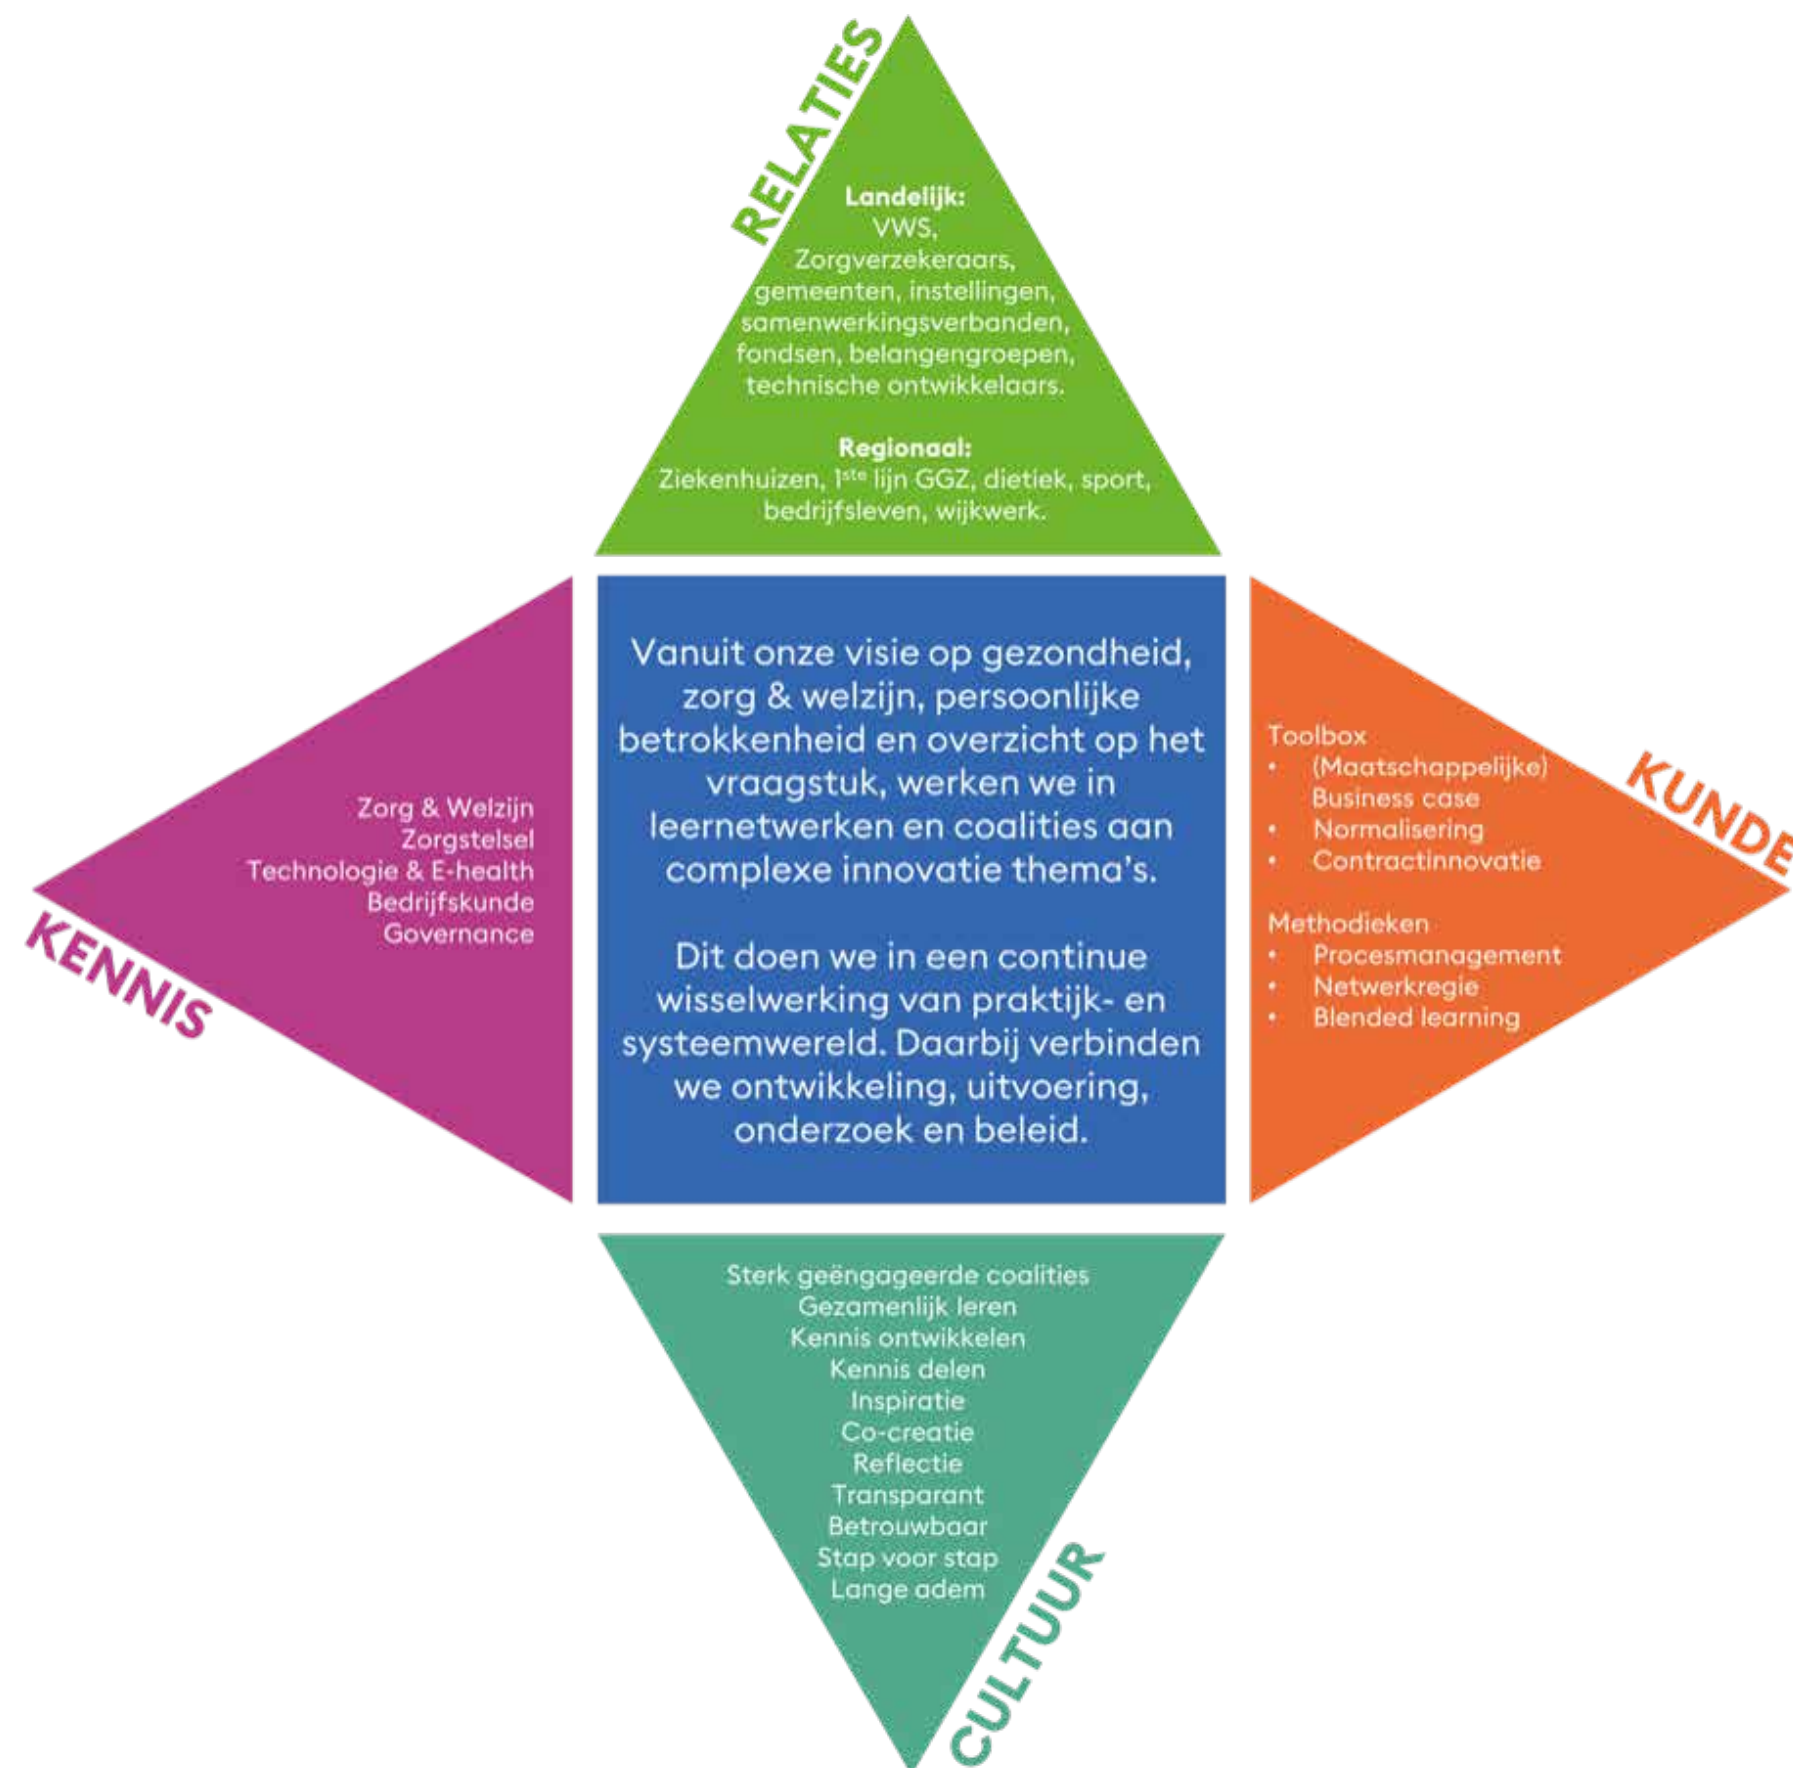 RELATIES
Landelijk:
VWS,
Zorgverzekeraars,
gemeenten, instellingen,
samenwerkingsverbanden,
fondsen, belangengroepen,
technische ontwikkelaars.
Regionaal:
Ziekenhuizen, 1ste lijn GGZ, dietiek, sport,
bedrijfsleven, wijkwerk.
KENNIS
Zorg & Welzijn
Zorgstelsel
Technologie & E-health
Bedrijfskunde
Governance
Vanuit onze visie op gezondheid,
zorg & welzijn, persoonlijke
betrokkenheid en overzicht op het
vraagstuk, werken we in
leernetwerken en coalities aan
complexe innovatie thema's.
Dit doen we in een continue
wisselwerking van praktijk- en
systeemwereld. Daarbij verbinden
we ontwikkeling, uitvoering,
onderzoek en beleid.
KUNDE
Toolbox
• (Maatschappelijke)
Business case
• Normalisering
• Contractinnovatie
Methodieken
• Procesmanagement
• Netwerkregie
• Blended learning
Sterk geëngageerde coalities
Gezamenlijk leren
Kennis ontwikkelen
Kennis delen
Inspiratie
Co-creatie
Reflectie
Transparant
Betrouwbaar
Stap voor stap
Lange adem
CULTUUR